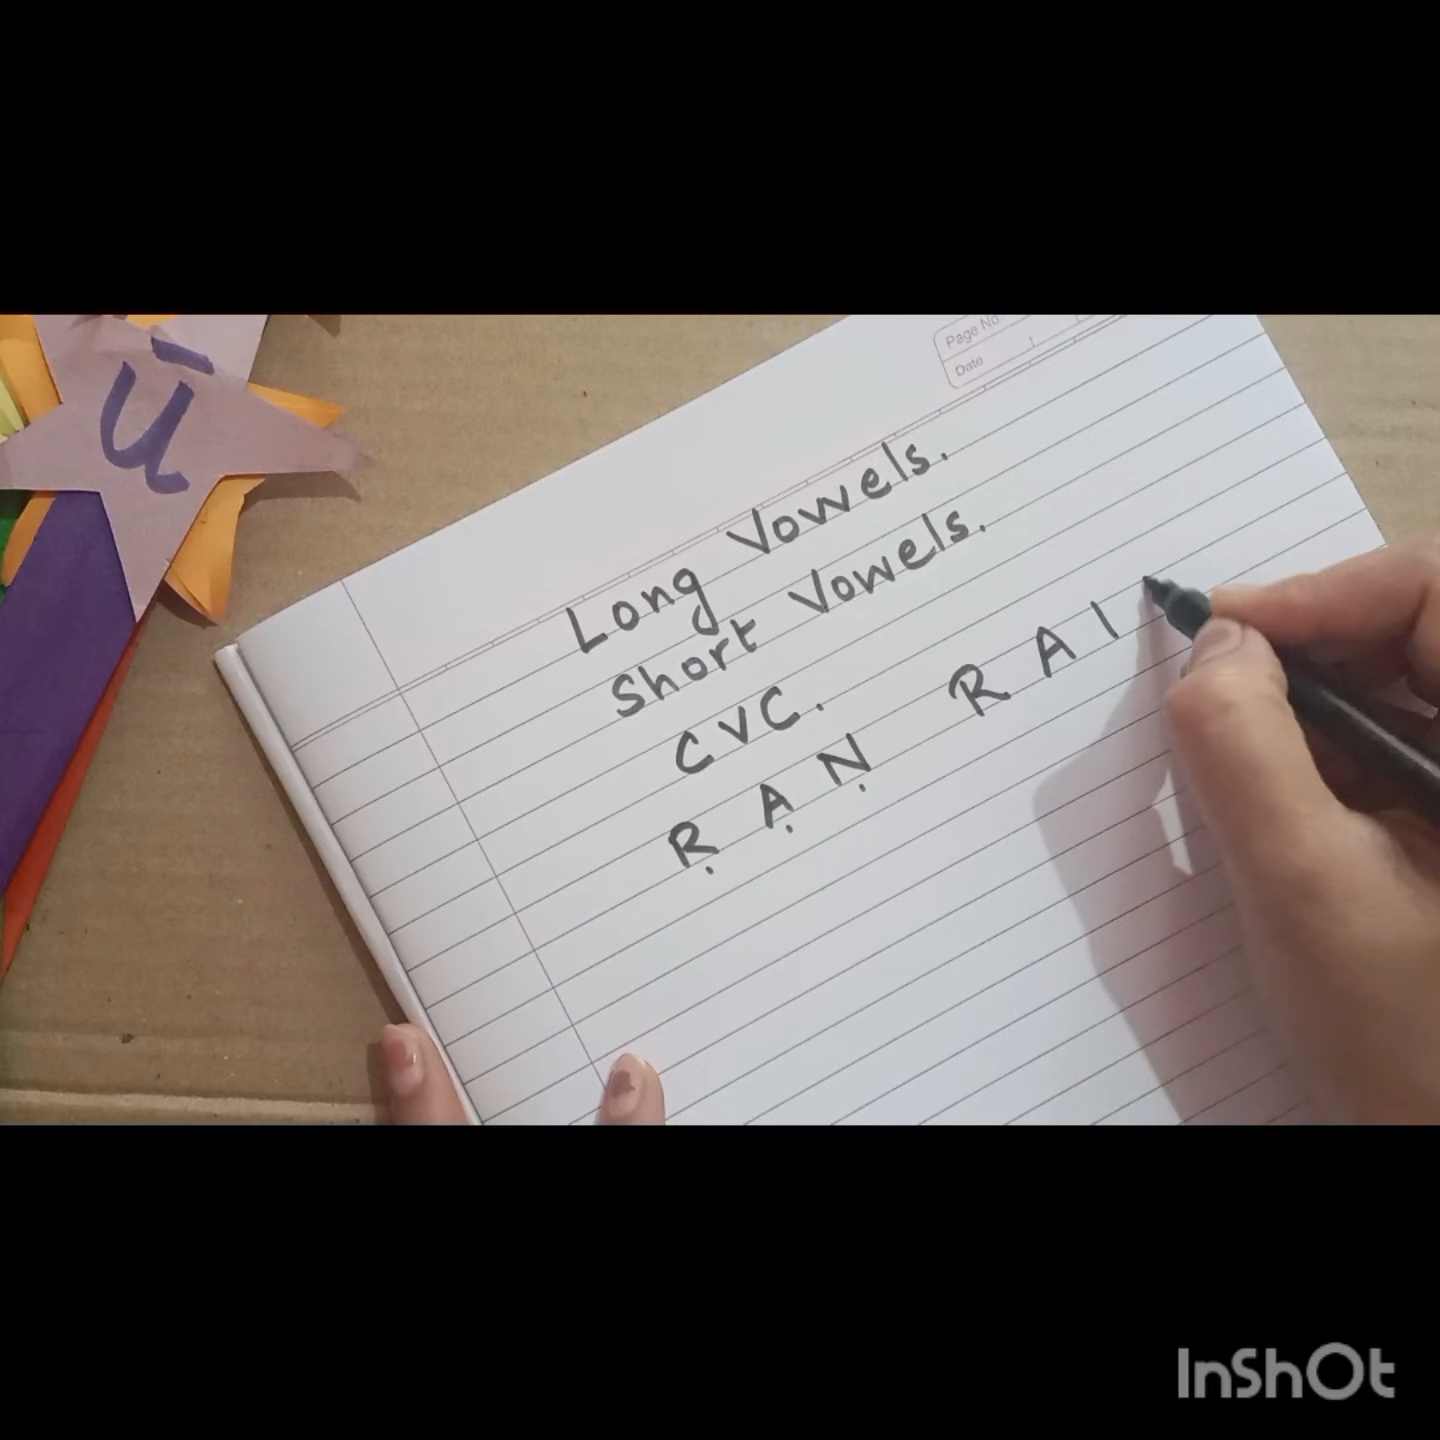 Page No.
Date
ū
Long Vowels.
Short Vowels.
CVC.
RAN RAI
InShOt